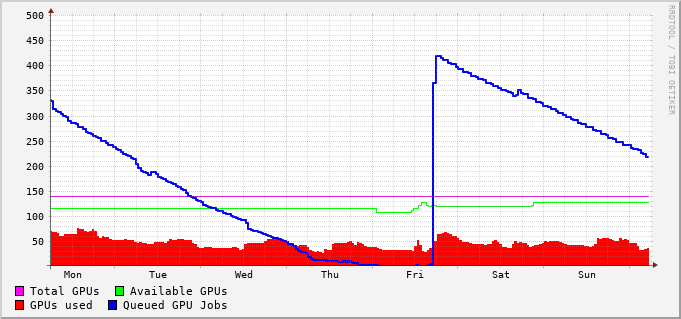 500
450
400
350
300
250
200
150
100
50
Mon Tue Wed Thu Fri Sat Sun
Total GPUs Available GPUs
GPUs used Queued GPU Jobs
RRDTOOL / TOBI OETIKER